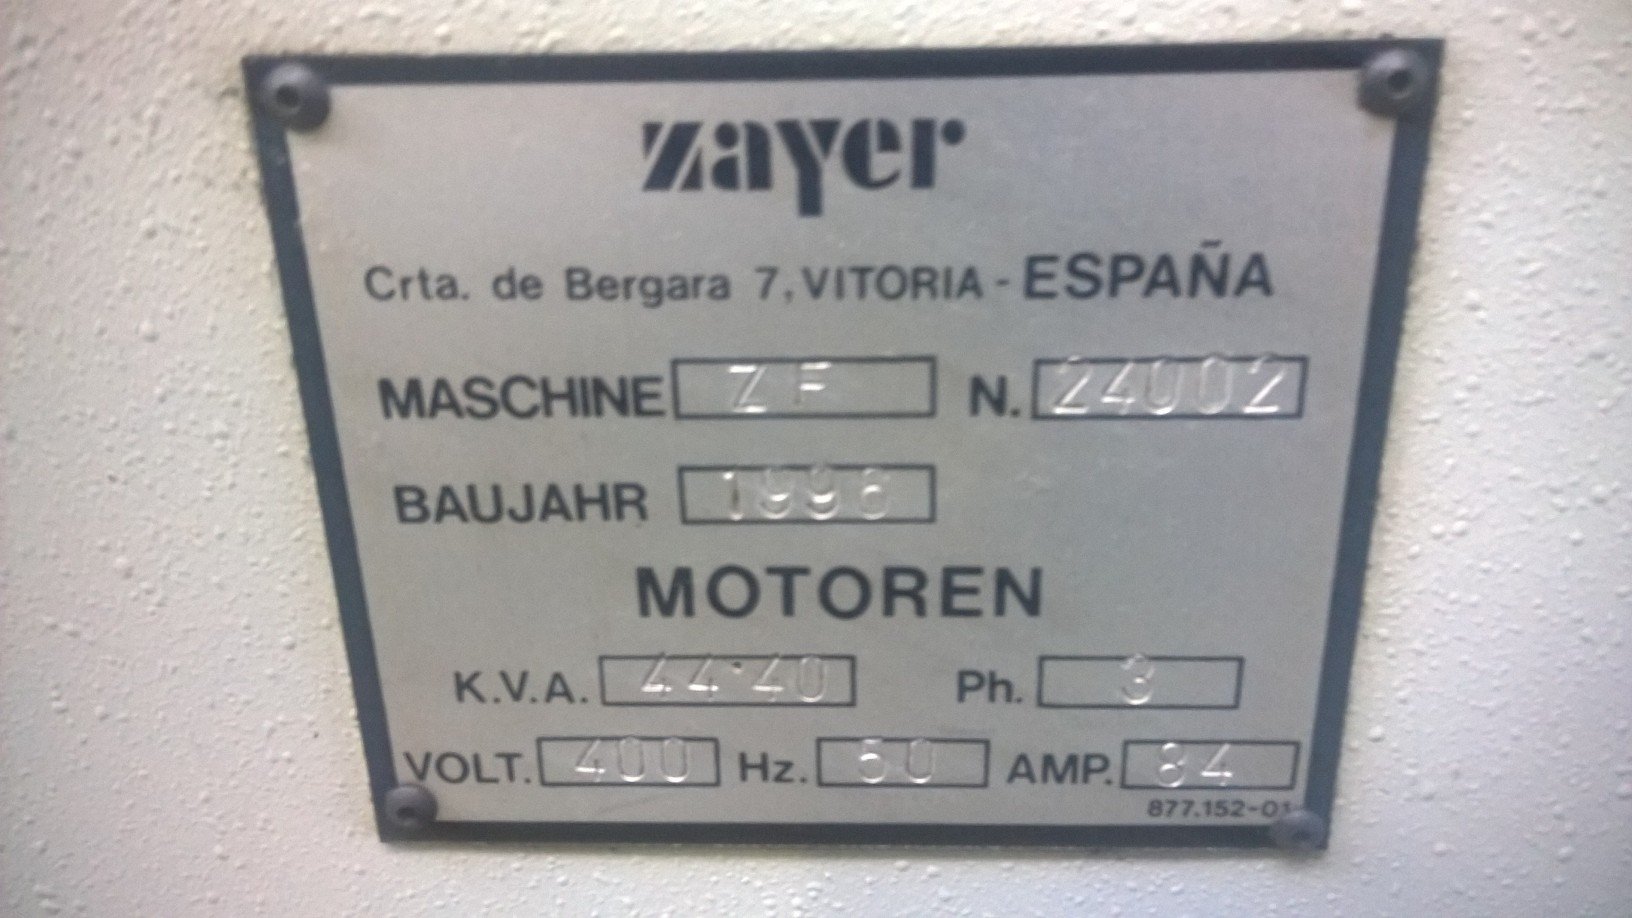 zayer
Crta. de Bergara 7, VITORIA - ESPAÑA
MASCHINE ZF N. 24002
BAUJAHR 1996
MOTOREN
K.V.A. 44·40 Ph. 3
VOLT. 400 Hz. 50 AMP. 84
877.152-01